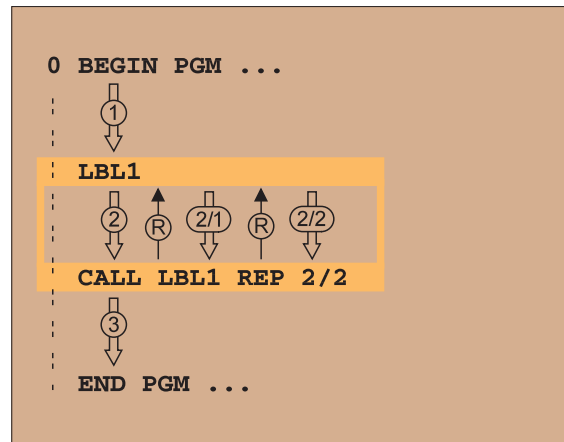 0 BEGIN PGM ...
1
LBL1
2 R 2/1 R 2/2
CALL LBL1 REP 2/2
3
END PGM ...